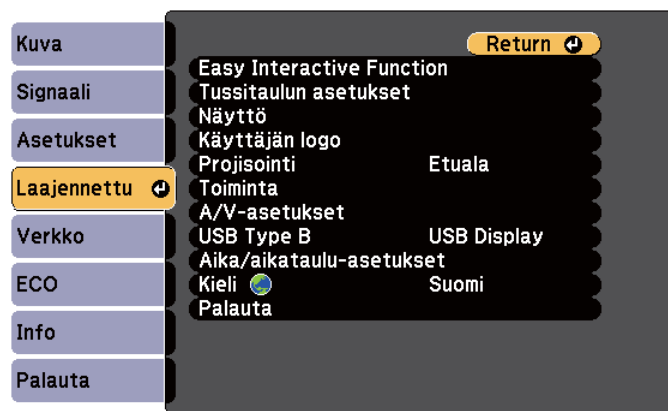 Kuva
Signaali
Asetukset
Laajennettu
Verkko
ECO
Info
Palauta
Return
Easy Interactive Function
Tussitaulun asetukset
Näyttö
Käyttäjän logo
Projisointi Etuala
Toiminta
A/V-asetukset
USB Type B USB Display
Aika/aikataulu-asetukset
Kieli Suomi
Palauta